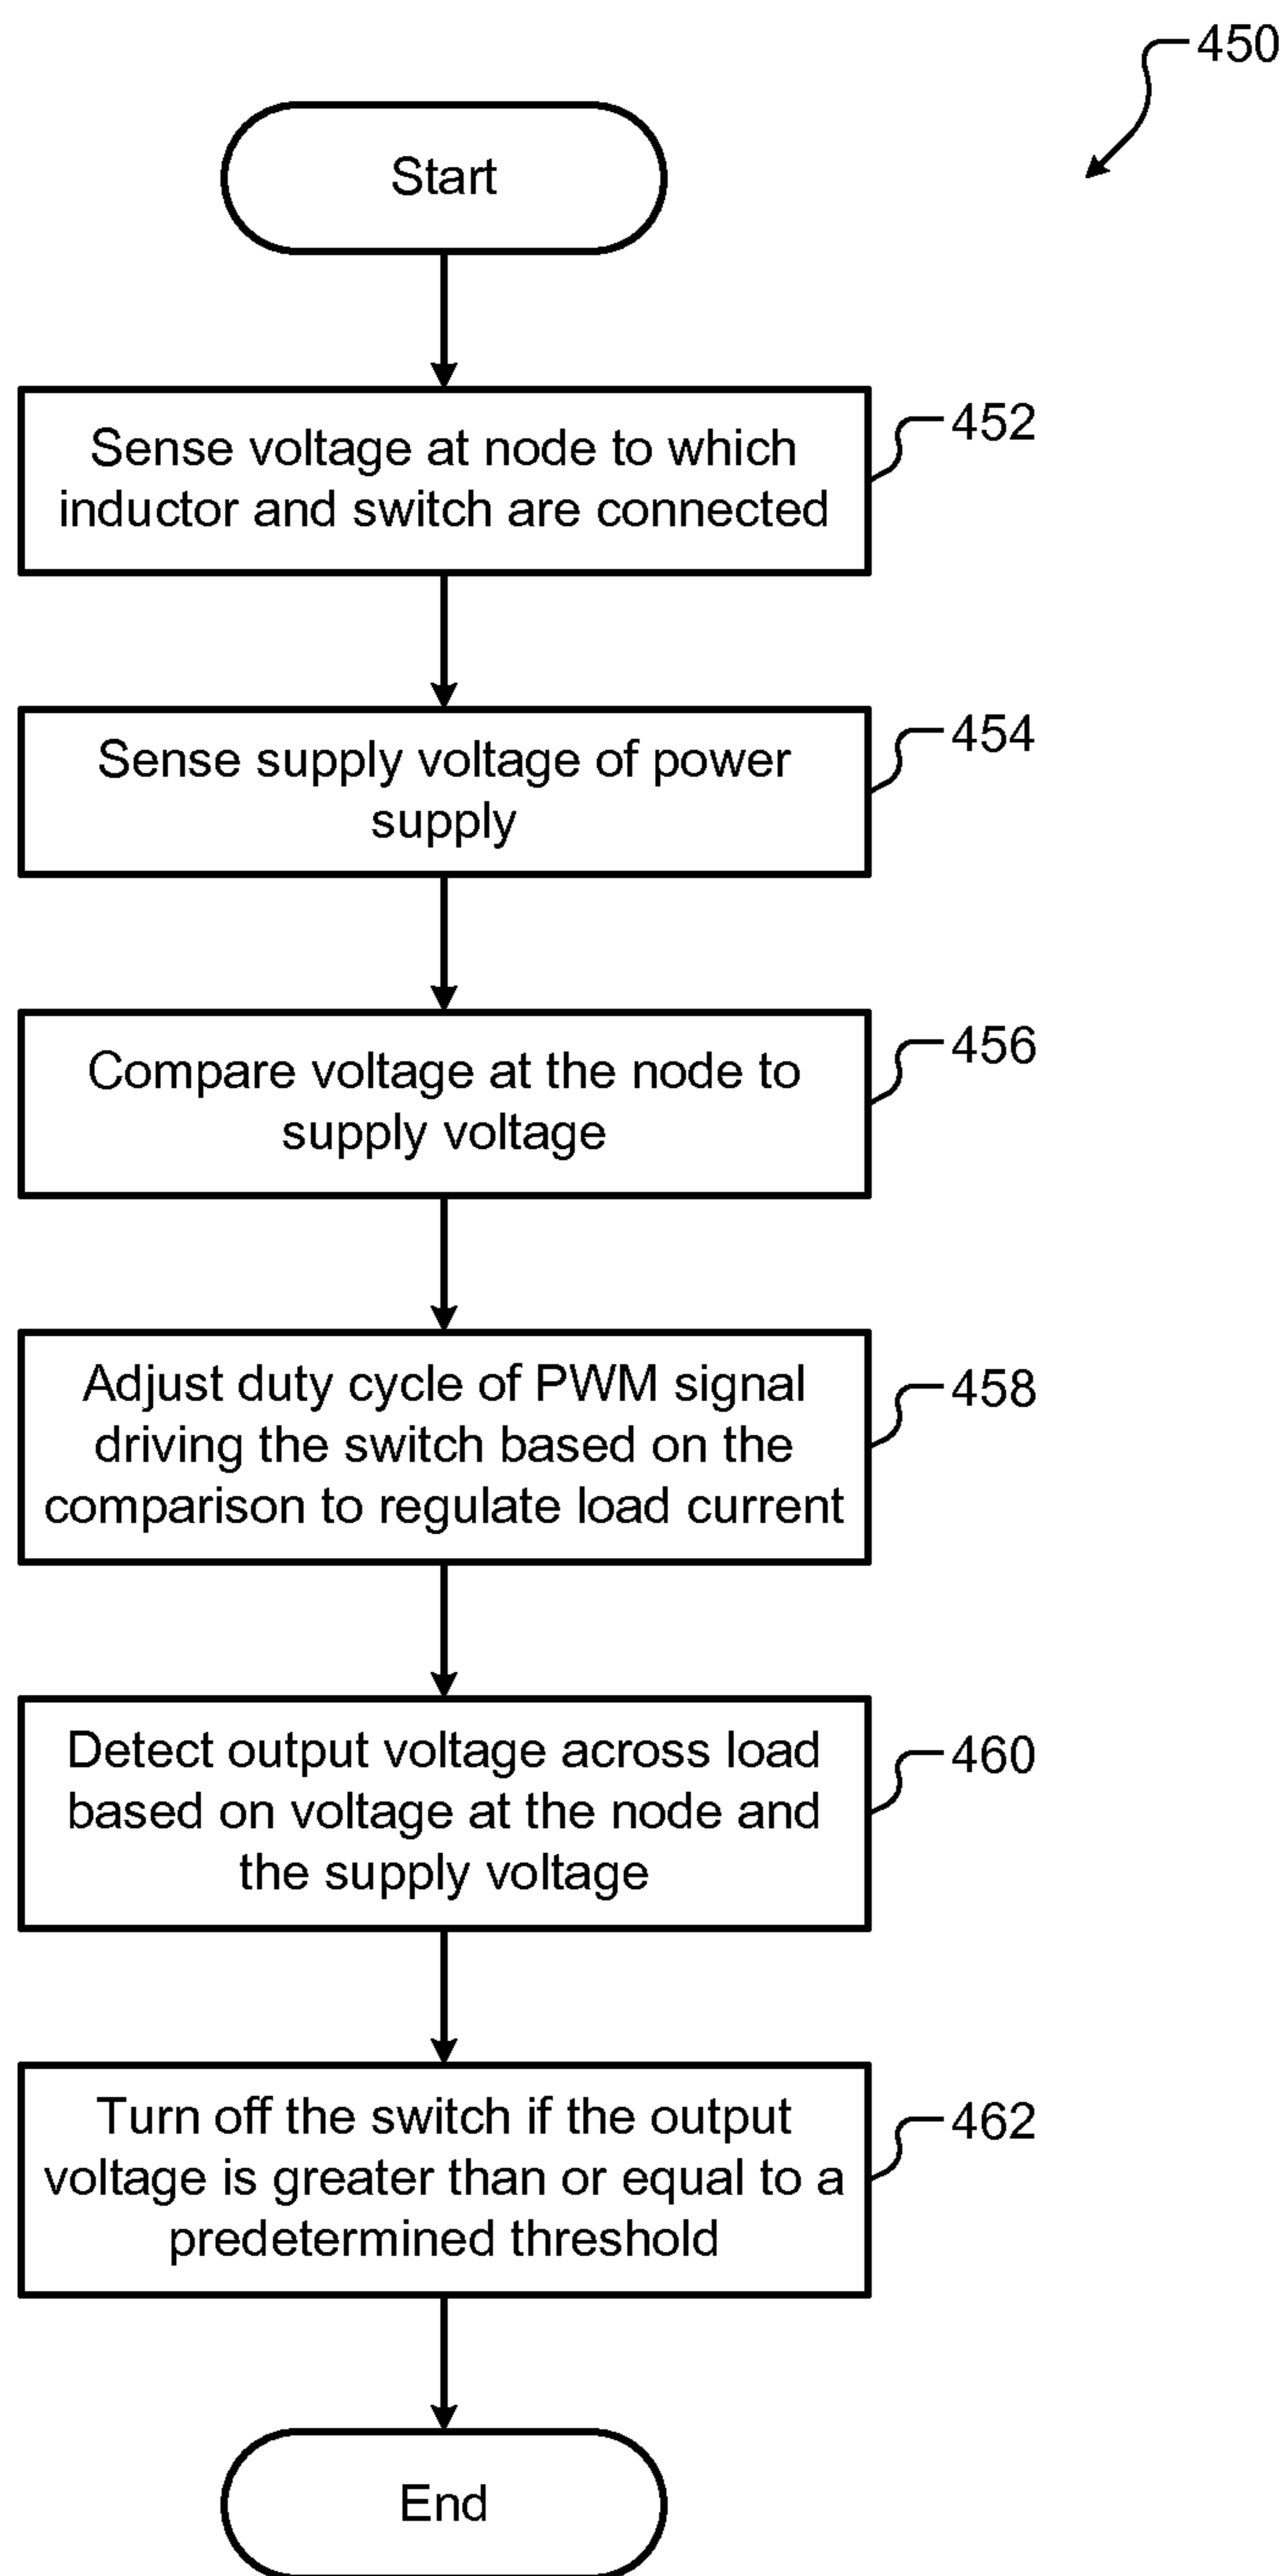 450
Start
Sense voltage at node to which
inductor and switch are connected
452
Sense supply voltage of power
supply
454
Compare voltage at the node to
supply voltage
456
Adjust duty cycle of PWM signal
driving the switch based on the
comparison to regulate load current
458
Detect output voltage across load
based on voltage at the node and
the supply voltage
460
Turn off the switch if the output
voltage is greater than or equal to a
predetermined threshold
462
End